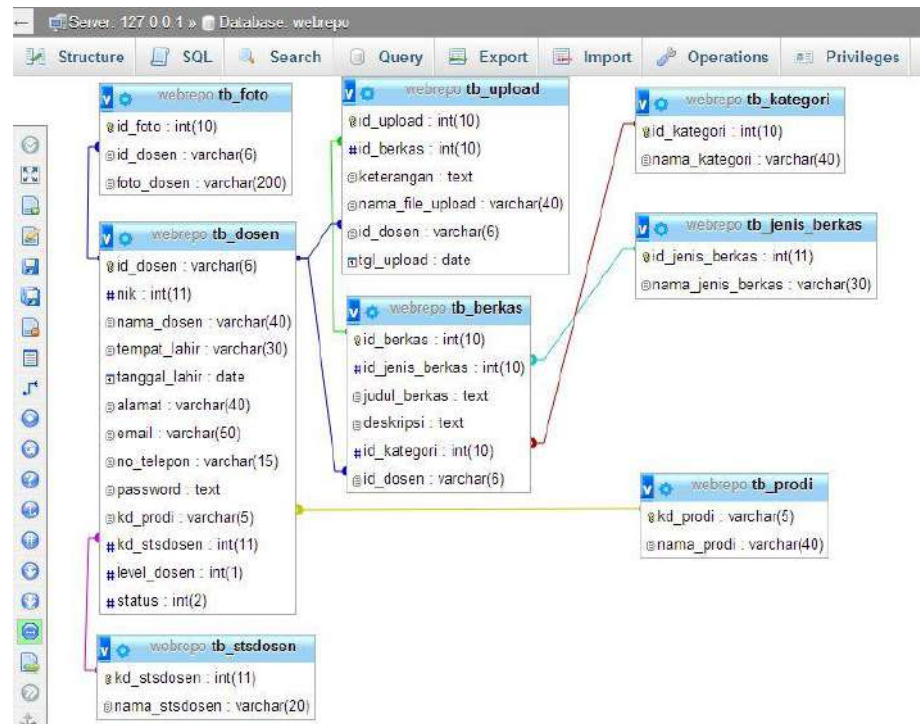 Server: 127.0.0.1 » Database: webrepo
Structure SQL Search Query Export Import Operations Privileges
webrepo tb_foto
id_foto : int(10)
id_dosen : varchar(6)
foto_dosen : varchar(200)
webrepo tb_dosen
id_dosen : varchar(6)
#nik : int(11)
nama_dosen : varchar(40)
tempat_lahir : varchar(30)
tanggal_lahir : date
alamat : varchar(40)
email : varchar(50)
no_telepon : varchar(15)
password : text
kd_prodi : varchar(5)
#kd_stsdosen : int(11)
#level_dosen : int(1)
#status : int(2)
webrepo tb_stsdosen
kd_stsdosen : int(11)
nama_stsdosen : varchar(20)
webrepo tb_upload
id_upload : int(10)
#id_berkas : int(10)
keterangan : text
nama_file_upload : varchar(40)
id_dosen : varchar(6)
tgl_upload : date
webrepo tb_berkas
id_berkas : int(10)
#id_jenis_berkas : int(10)
judul_berkas : text
deskripsi : text
#id_kategori : int(10)
id_dosen : varchar(6)
webrepo tb_kategori
id_kategori : int(10)
nama_kategori : varchar(40)
webrepo tb_jenis_berkas
id_jenis_berkas : int(11)
nama_jenis_berkas : varchar(30)
webrepo tb_prodi
kd_prodi : varchar(5)
nama_prodi : varchar(40)